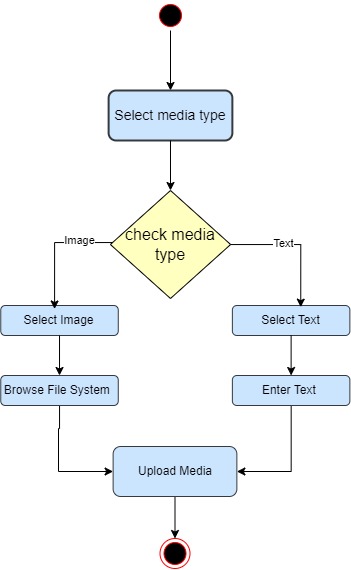 Select media type
check media
type
Image
Text
Select Image
Select Text
Browse File System
Enter Text
Upload Media